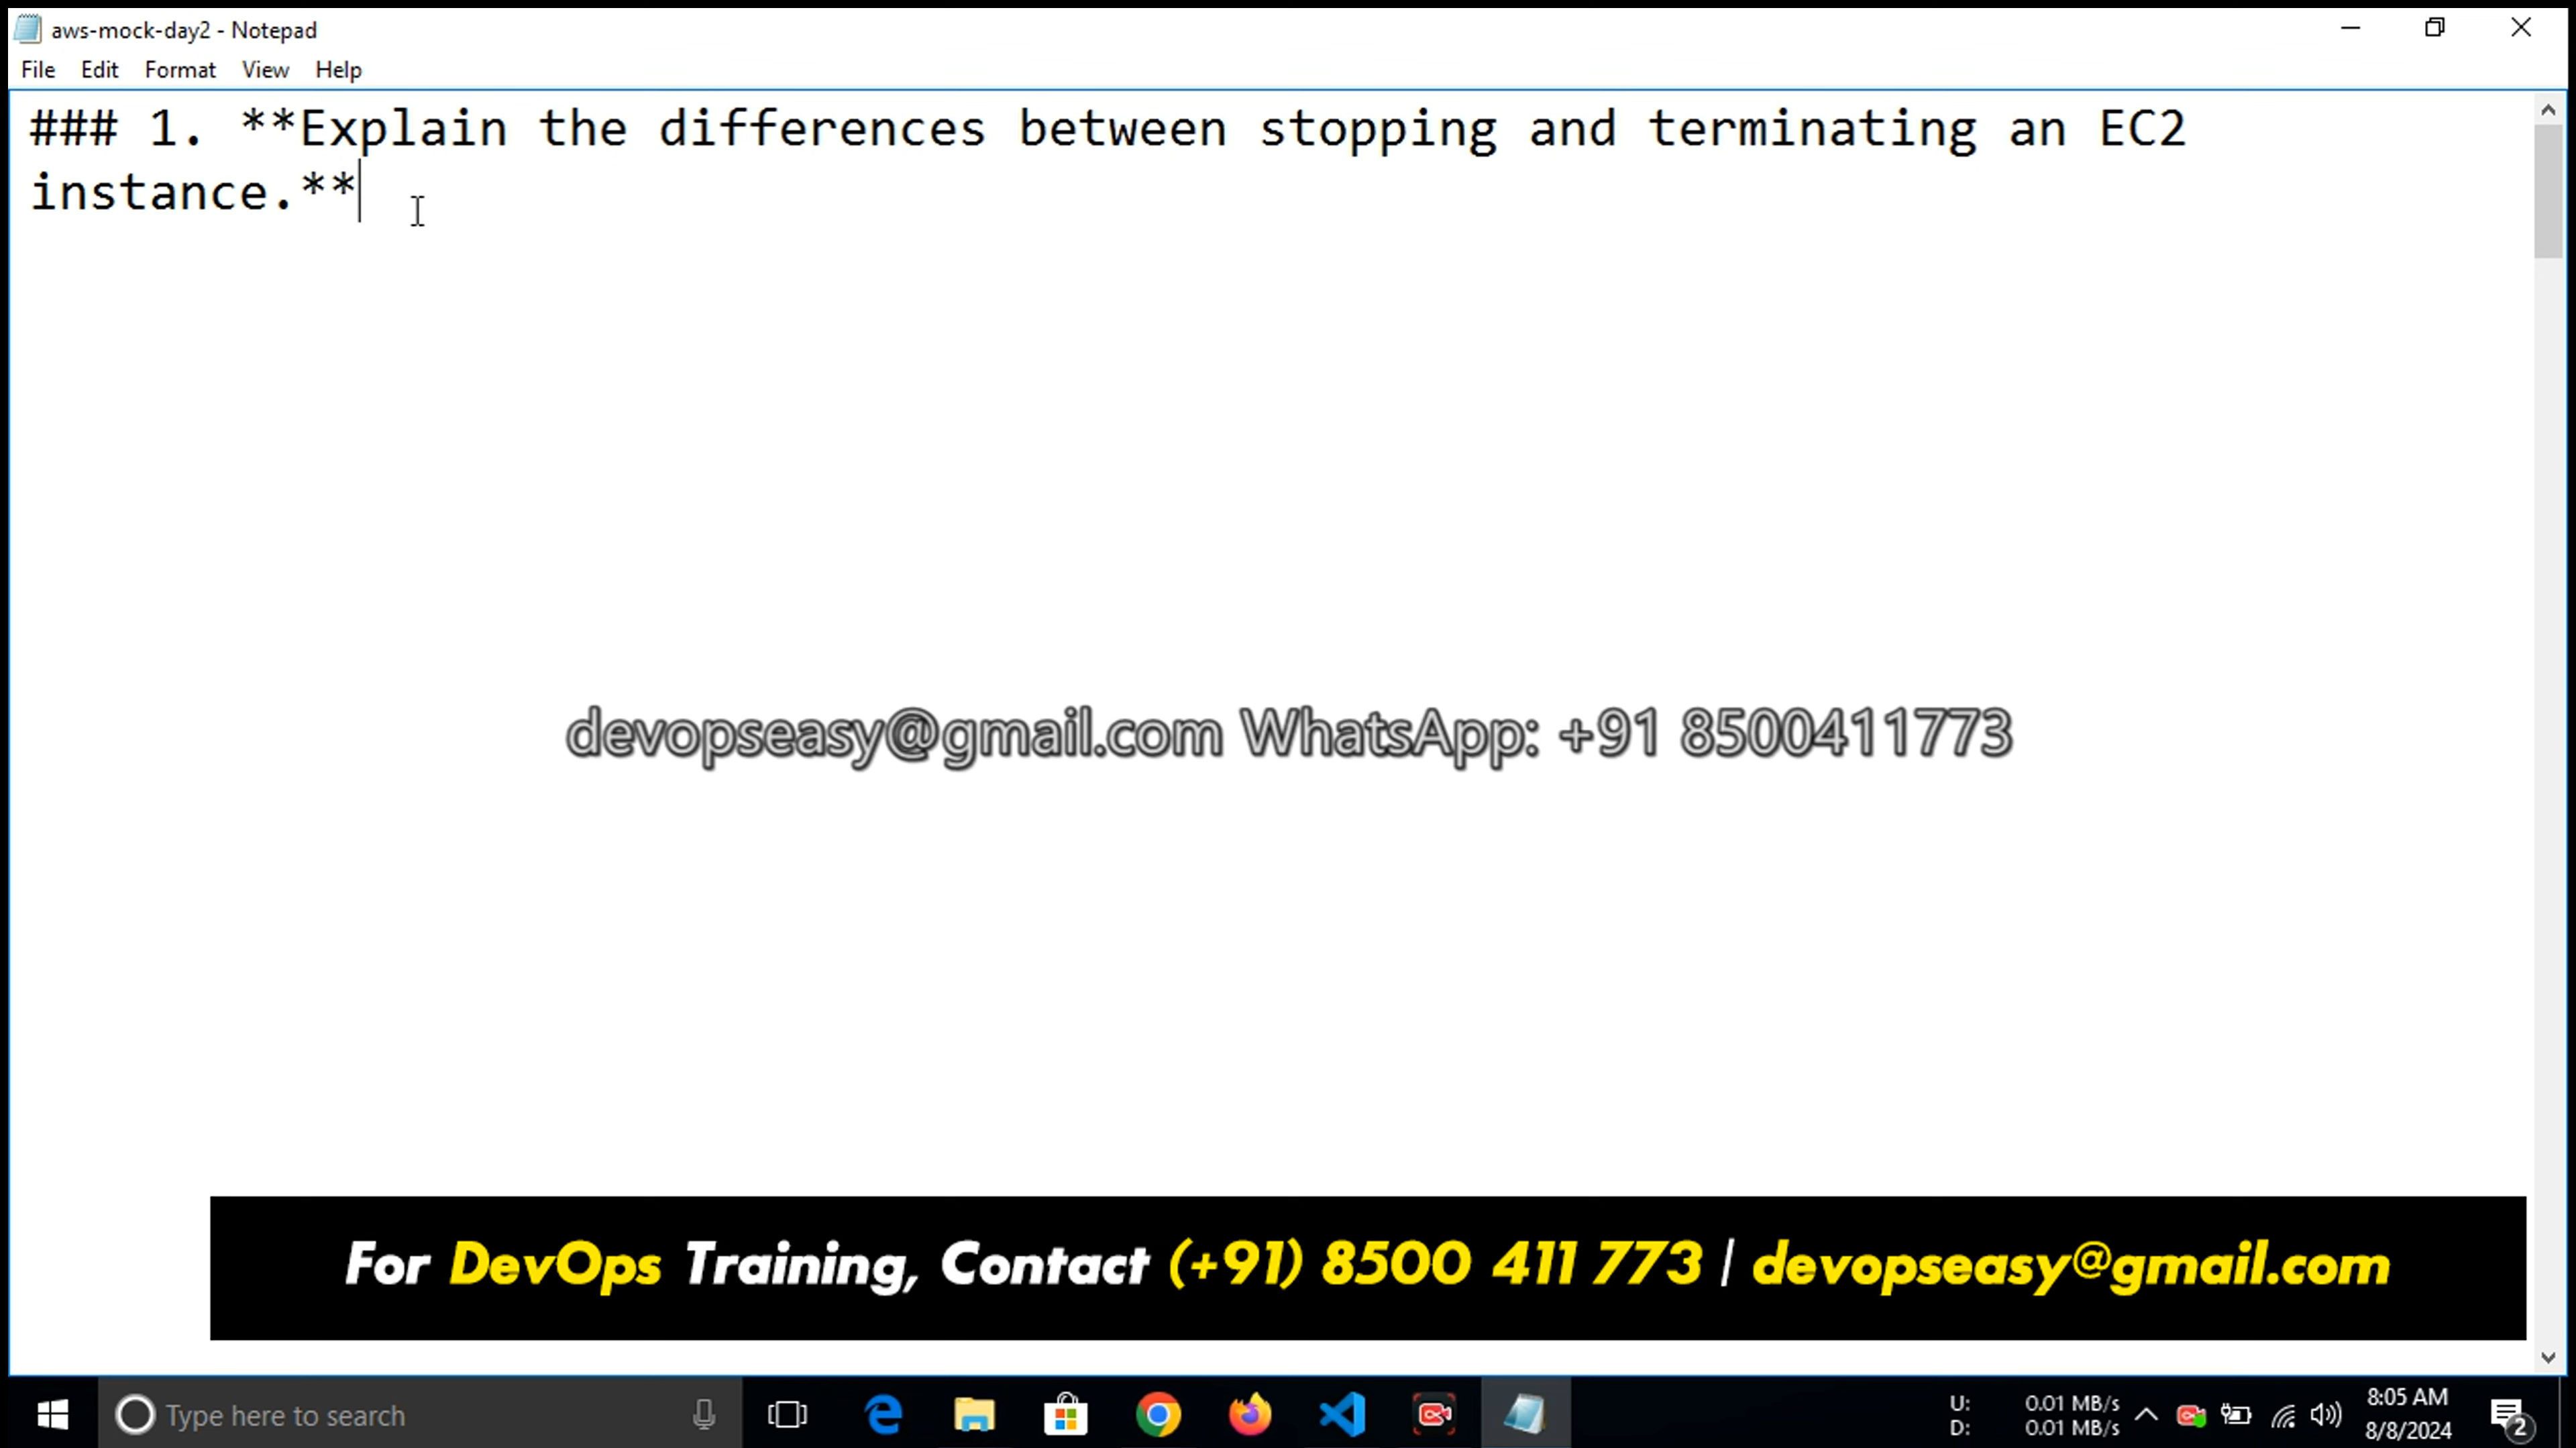 aws-mock-day2 - Notepad
File Edit Format View Help
### 1. **Explain the differences between stopping and terminating an EC2
instance.**
devopseasy@gmail.com WhatsApp: +91 8500411773
For DevOps Training, Contact (+91) 8500 411 773 | devopseasy@gmail.com
Type here to search
U: 0.01 MB/s
D: 0.01 MB/s
8:05 AM
8/8/2024
2